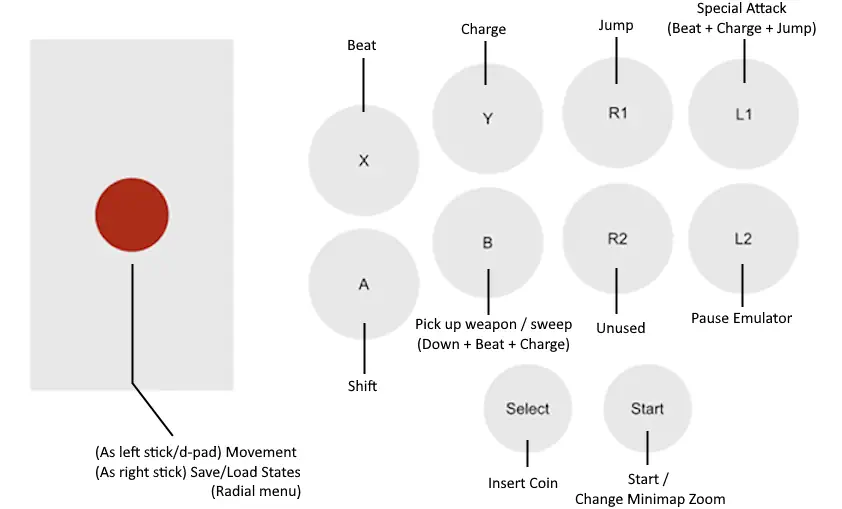 Special Attack
(Beat + Charge + Jump)
Jump
Charge
Beat
X
Y
R1
L1
A
B
R2
L2
Pick up weapon / sweep
(Down + Beat + Charge)
Unused
Pause Emulator
Shift
Select
Start
(As left stick/d-pad) Movement
(As right stick) Save/Load States
(Radial menu)
Insert Coin
Start /
Change Minimap Zoom